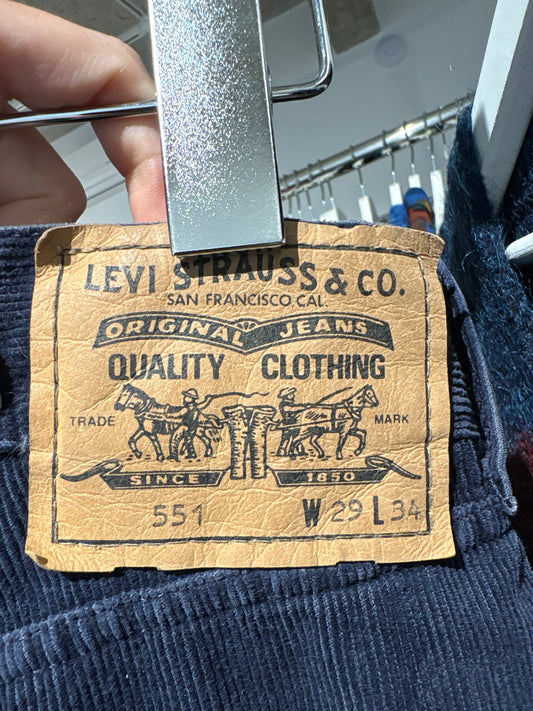 LEVI STRAUSS & CO.
SAN FRANCISCO CAL
ORIGINAL JEANS
QUALITY CLOTHING
TRADE MARK
SINCE 1850
551 W 29 L 34